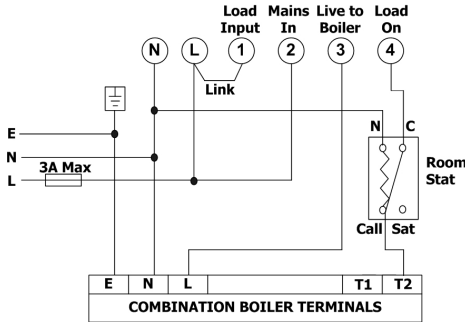 Load Input
Mains In
Live to Boiler
Load On
N
L
1
2
3
4
Link
E
N
3A Max
L
N
C
Room Stat
Call
Sat
E
N
L
T1
T2
COMBINATION BOILER TERMINALS